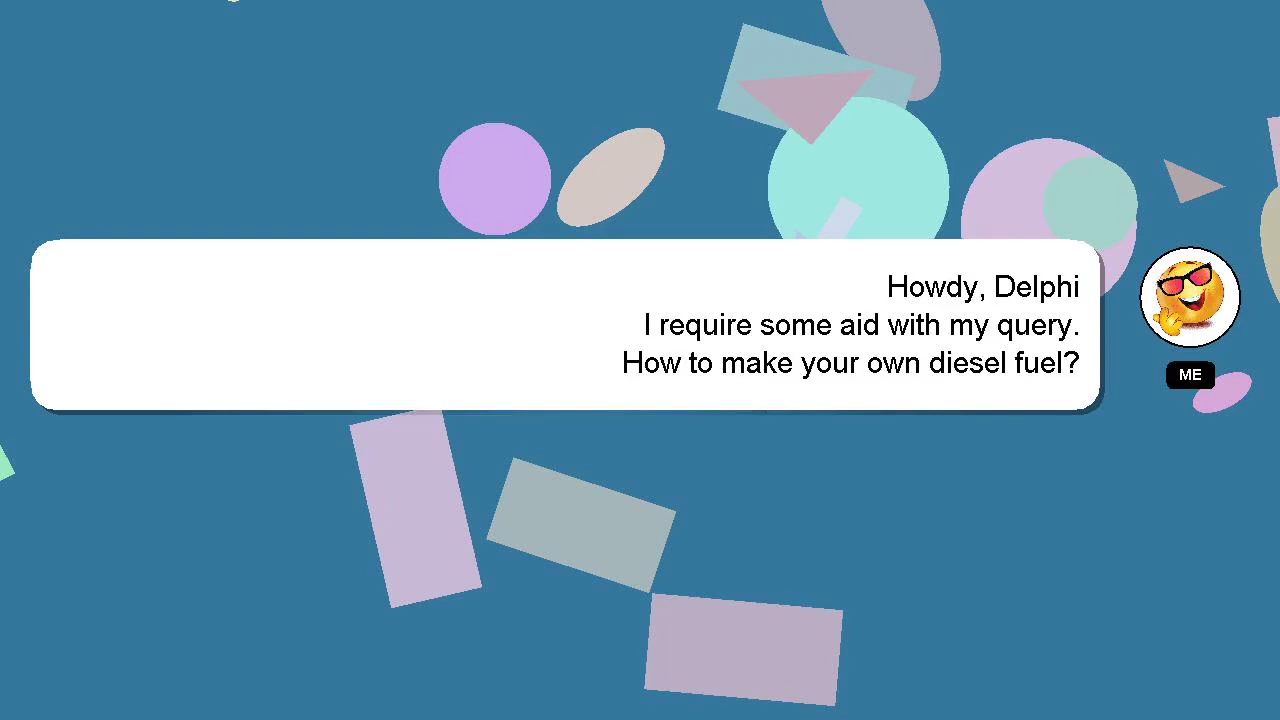 Howdy, Delphi
I require some aid with my query.
How to make your own diesel fuel?
ME